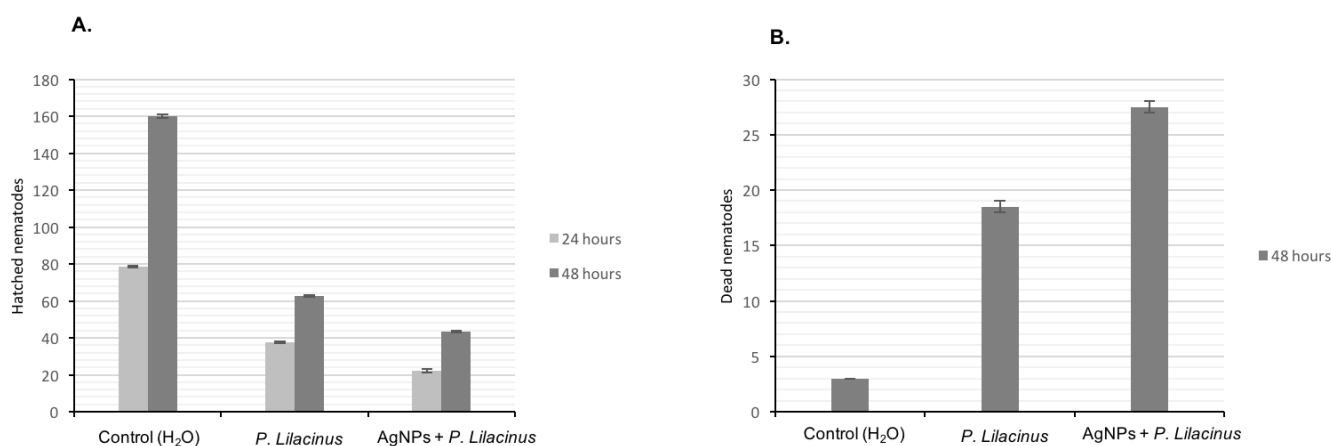 A.
180
160
140
120
100
80
60
40
20
0
Hatched nematodes
Control (H₂O) P. Lilacinus AgNPs + P. Lilacinus
24 hours
48 hours
B.
30
25
20
15
10
5
0
Dead nematodes
Control (H₂O) P. Lilacinus AgNPs + P. Lilacinus
48 hours